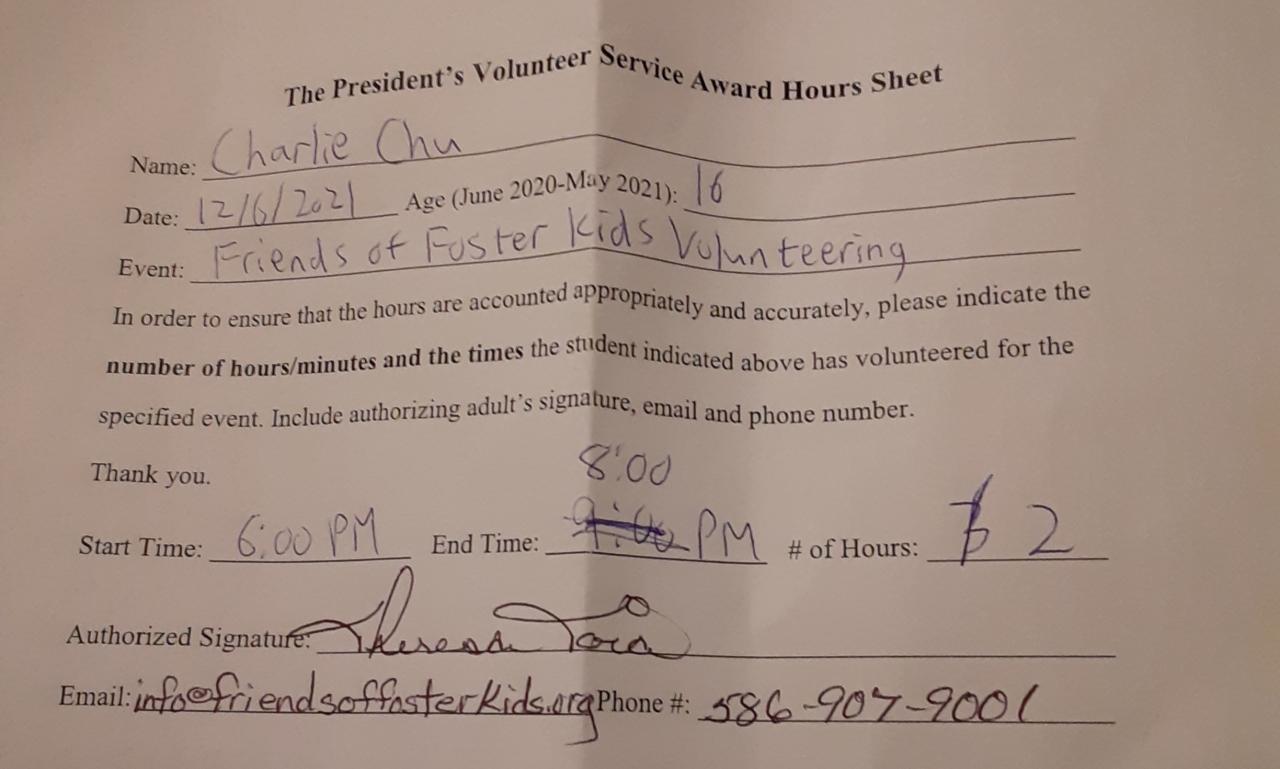 The President's Volunteer Service Award Hours Sheet
Name: Charlie Chu
Date: 12/6/2021 Age (June 2020-May 2021): 16
Event: Friends of Foster Kids Volunteering
In order to ensure that the hours are accounted appropriately and accurately, please indicate the
number of hours/minutes and the times the student indicated above has volunteered for the
specified event. Include authorizing adult's signature, email and phone number.
Thank you.
8:00
Start Time: 6:00 PM End Time: PM # of Hours: 2
Authorized Signature: Theresa
Email: info@friendsoffosterkids.org Phone #: 586-907-9001